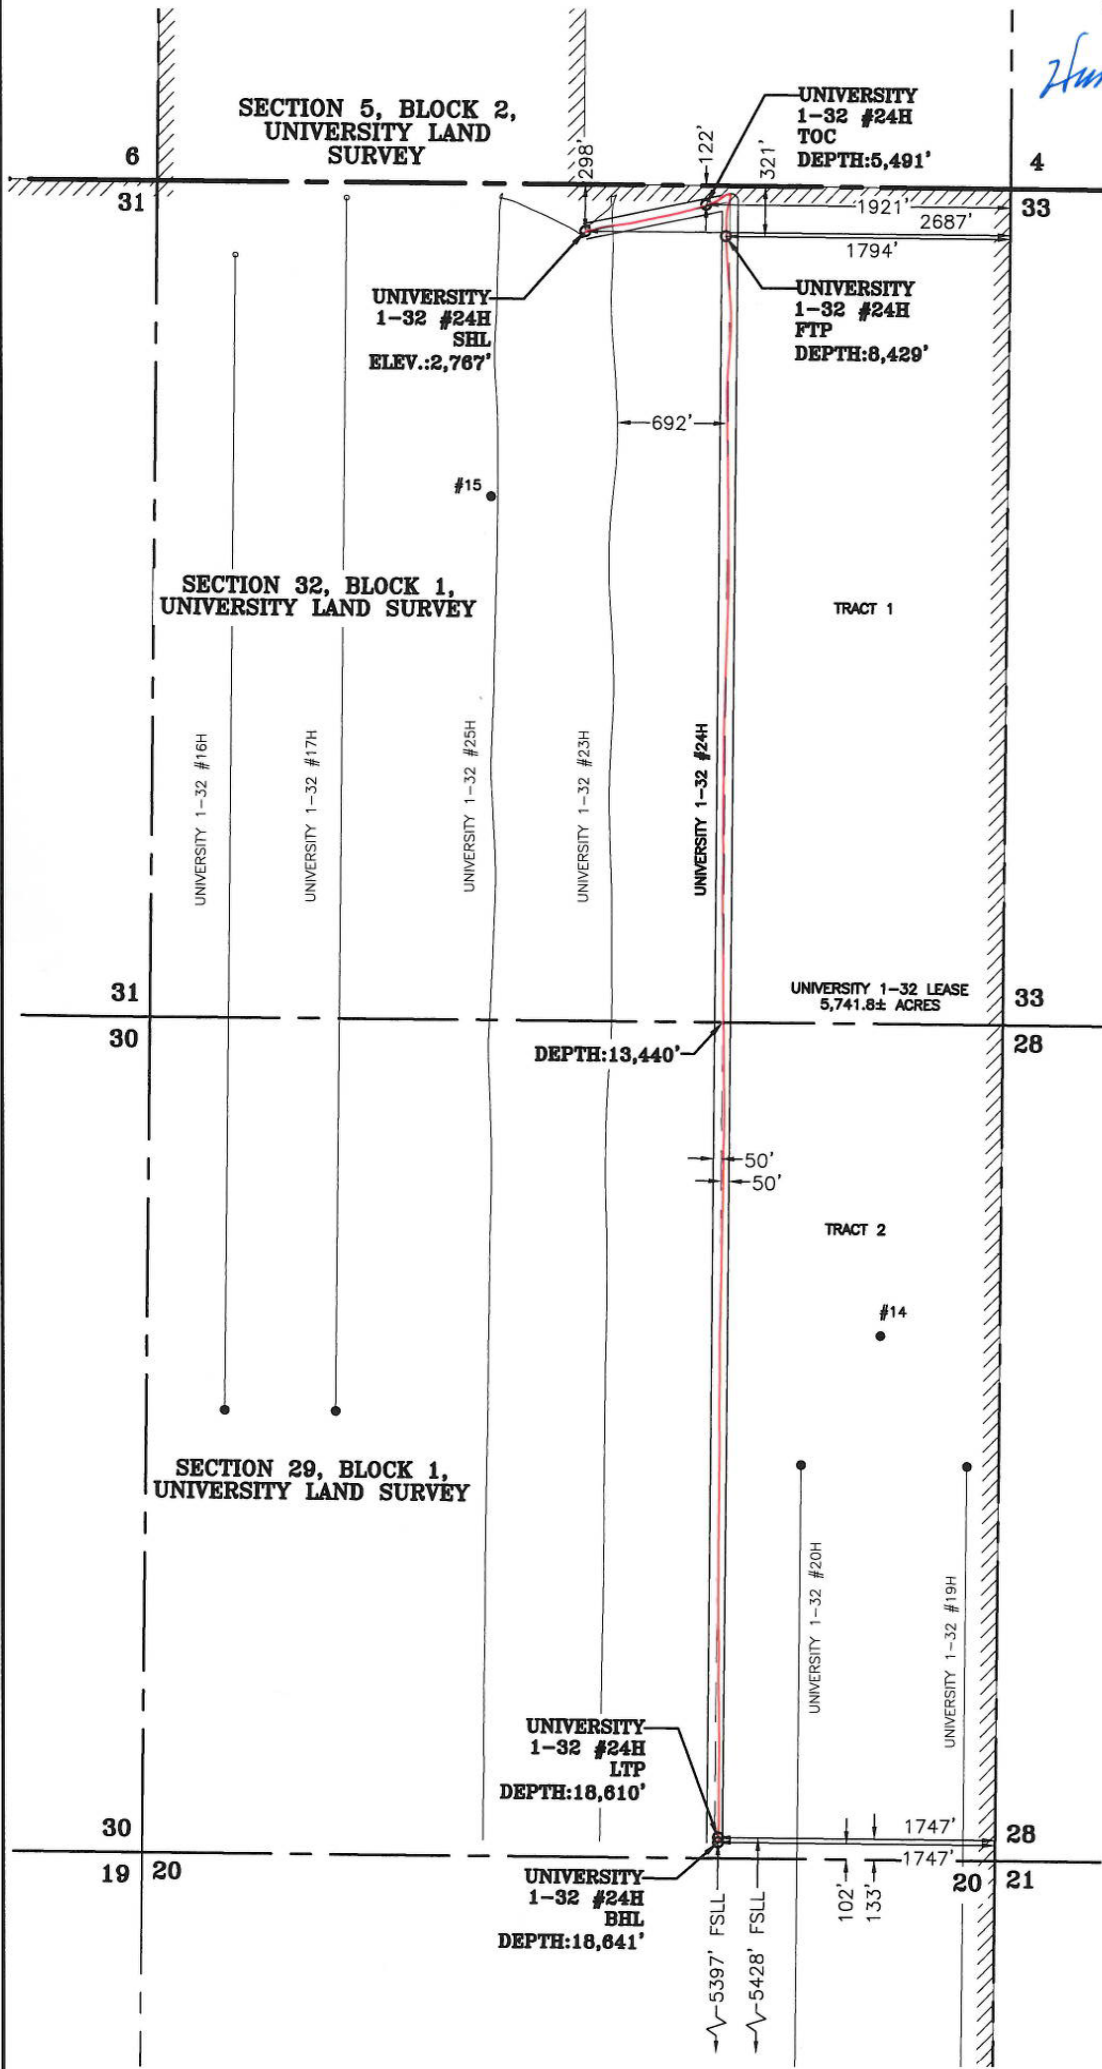 SECTION 5, BLOCK 2,
UNIVERSITY LAND
SURVEY
UNIVERSITY
1-32 #24H
TOC
DEPTH:5,491'
298'
122'
321'
6
4
31
33
1921'
2687'
1794'
UNIVERSITY
1-32 #24H
SHL
ELEV.:2,767'
UNIVERSITY
1-32 #24H
FTP
DEPTH:8,429'
692'
#15
SECTION 32, BLOCK 1,
UNIVERSITY LAND SURVEY
TRACT 1
UNIVERSITY 1-32 #16H
UNIVERSITY 1-32 #17H
UNIVERSITY 1-32 #25H
UNIVERSITY 1-32 #23H
UNIVERSITY 1-32 #24H
UNIVERSITY 1-32 LEASE
5,741.8± ACRES
31
33
30
28
DEPTH:13,440'
50'
50'
TRACT 2
#14
SECTION 29, BLOCK 1,
UNIVERSITY LAND SURVEY
UNIVERSITY 1-32 #20H
UNIVERSITY 1-32 #19H
UNIVERSITY
1-32 #24H
LTP
DEPTH:18,610'
30
1747'
28
1747'
19
20
20
21
UNIVERSITY
1-32 #24H
BHL
DEPTH:18,641'
5397' FSLL
5428' FSLL
102'
133'